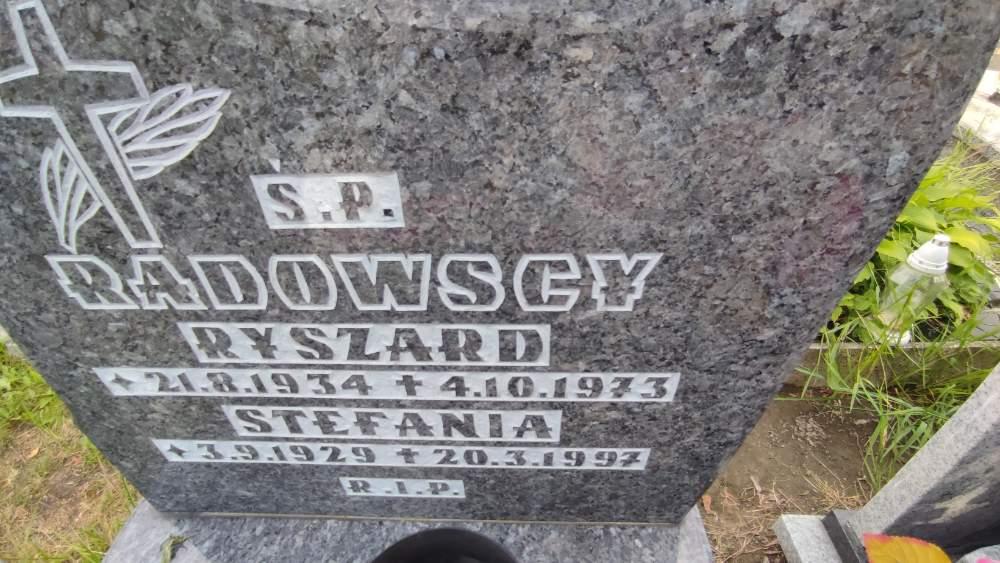 Ś.P.
RADOWSCY
RYSZARD
✦ 21.8.1934 ✝ 4.10.1973
STEFANIA
✦ 3.9.1929 ✝ 20.3.1997
R.I.P.